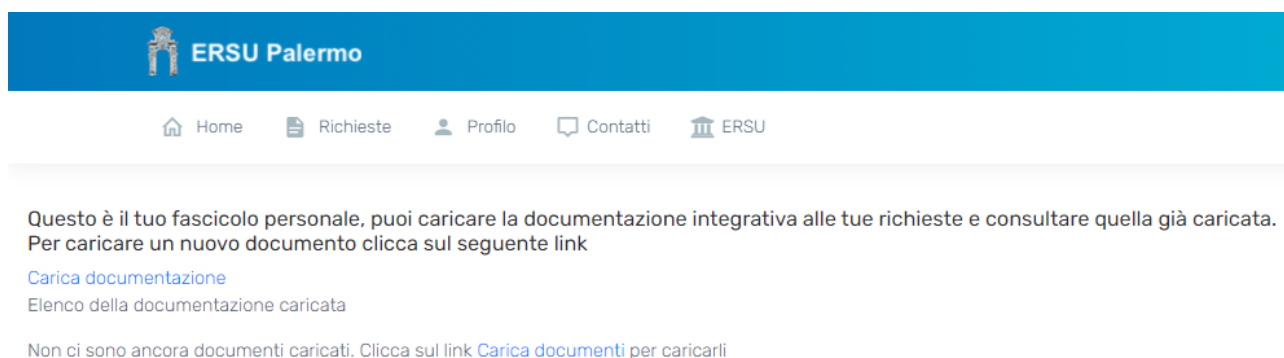 ERSU Palermo
Home Richieste Profilo Contatti ERSU
Questo è il tuo fascicolo personale, puoi caricare la documentazione integrativa alle tue richieste e consultare quella già caricata.
Per caricare un nuovo documento clicca sul seguente link
Carica documentazione
Elenco della documentazione caricata
Non ci sono ancora documenti caricati. Clicca sul link Carica documenti per caricarli